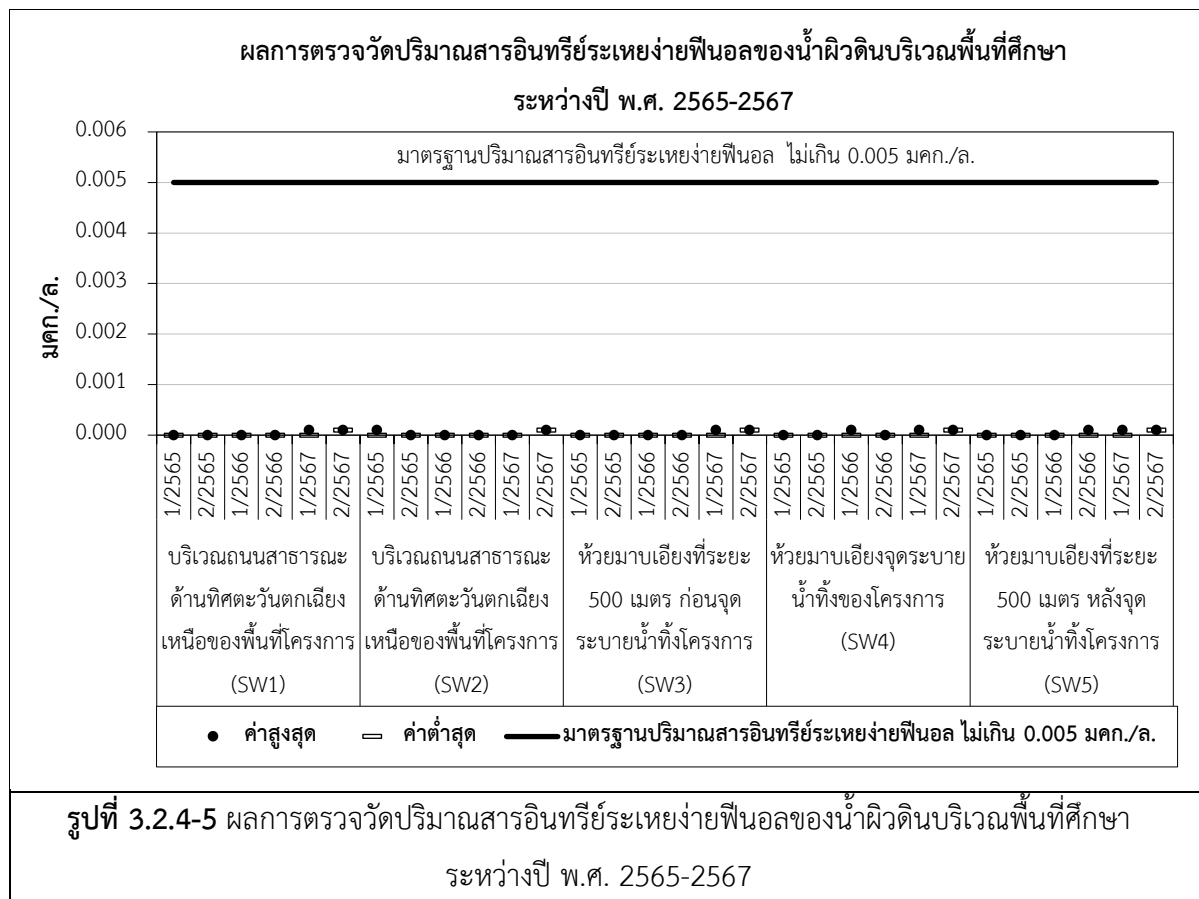 ผลการตรวจวัดปริมาณสารอินทรีย์ระเหยง่ายฟีนอลของน้ำผิวดินบริเวณพื้นที่ศึกษา
ระหว่างปี พ.ศ. 2565-2567
มาตรฐานปริมาณสารอินทรีย์ระเหยง่ายฟีนอล ไม่เกิน 0.005 มคก./ล.
มคก./ล.
0.006
0.005
0.004
0.003
0.002
0.001
0.000
1/2565 2/2565 1/2566 2/2566 1/2567 2/2567 1/2565 2/2565 1/2566 2/2566 1/2567 2/2567 1/2565 2/2565 1/2566 2/2566 1/2567 2/2567 1/2565 2/2565 1/2566 2/2566 1/2567 2/2567 1/2565 2/2565 1/2566 2/2566 1/2567 2/2567
บริเวณถนนสาธารณะ
ด้านทิศตะวันตกเฉียง
เหนือของพื้นที่โครงการ
(SW1)
บริเวณถนนสาธารณะ
ด้านทิศตะวันตกเฉียง
เหนือของพื้นที่โครงการ
(SW2)
ห้วยมาบเอียงที่ระยะ
500 เมตร ก่อนจุด
ระบายน้ำทิ้งโครงการ
(SW3)
ห้วยมาบเอียงจุดระบาย
น้ำทิ้งของโครงการ
(SW4)
ห้วยมาบเอียงที่ระยะ
500 เมตร หลังจุด
ระบายน้ำทิ้งโครงการ
(SW5)
ค่าสูงสุด ค่าต่ำสุด มาตรฐานปริมาณสารอินทรีย์ระเหยง่ายฟีนอล ไม่เกิน 0.005 มคก./ล.
รูปที่ 3.2.4-5 ผลการตรวจวัดปริมาณสารอินทรีย์ระเหยง่ายฟีนอลของน้ำผิวดินบริเวณพื้นที่ศึกษา
ระหว่างปี พ.ศ. 2565-2567